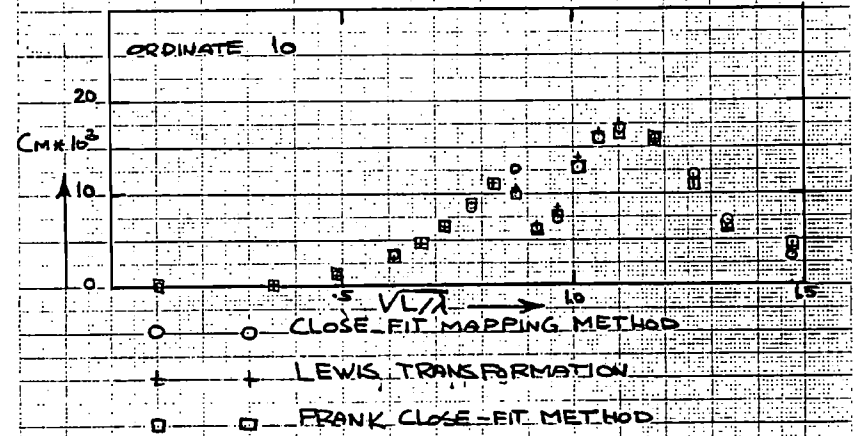 ORDINATE 10
20
CM×10³
10
0
.5 √L/λ 1.0 1.5
CLOSE-FIT MAPPING METHOD
LEWIS TRANSFORMATION
FRANK CLOSE-FIT METHOD